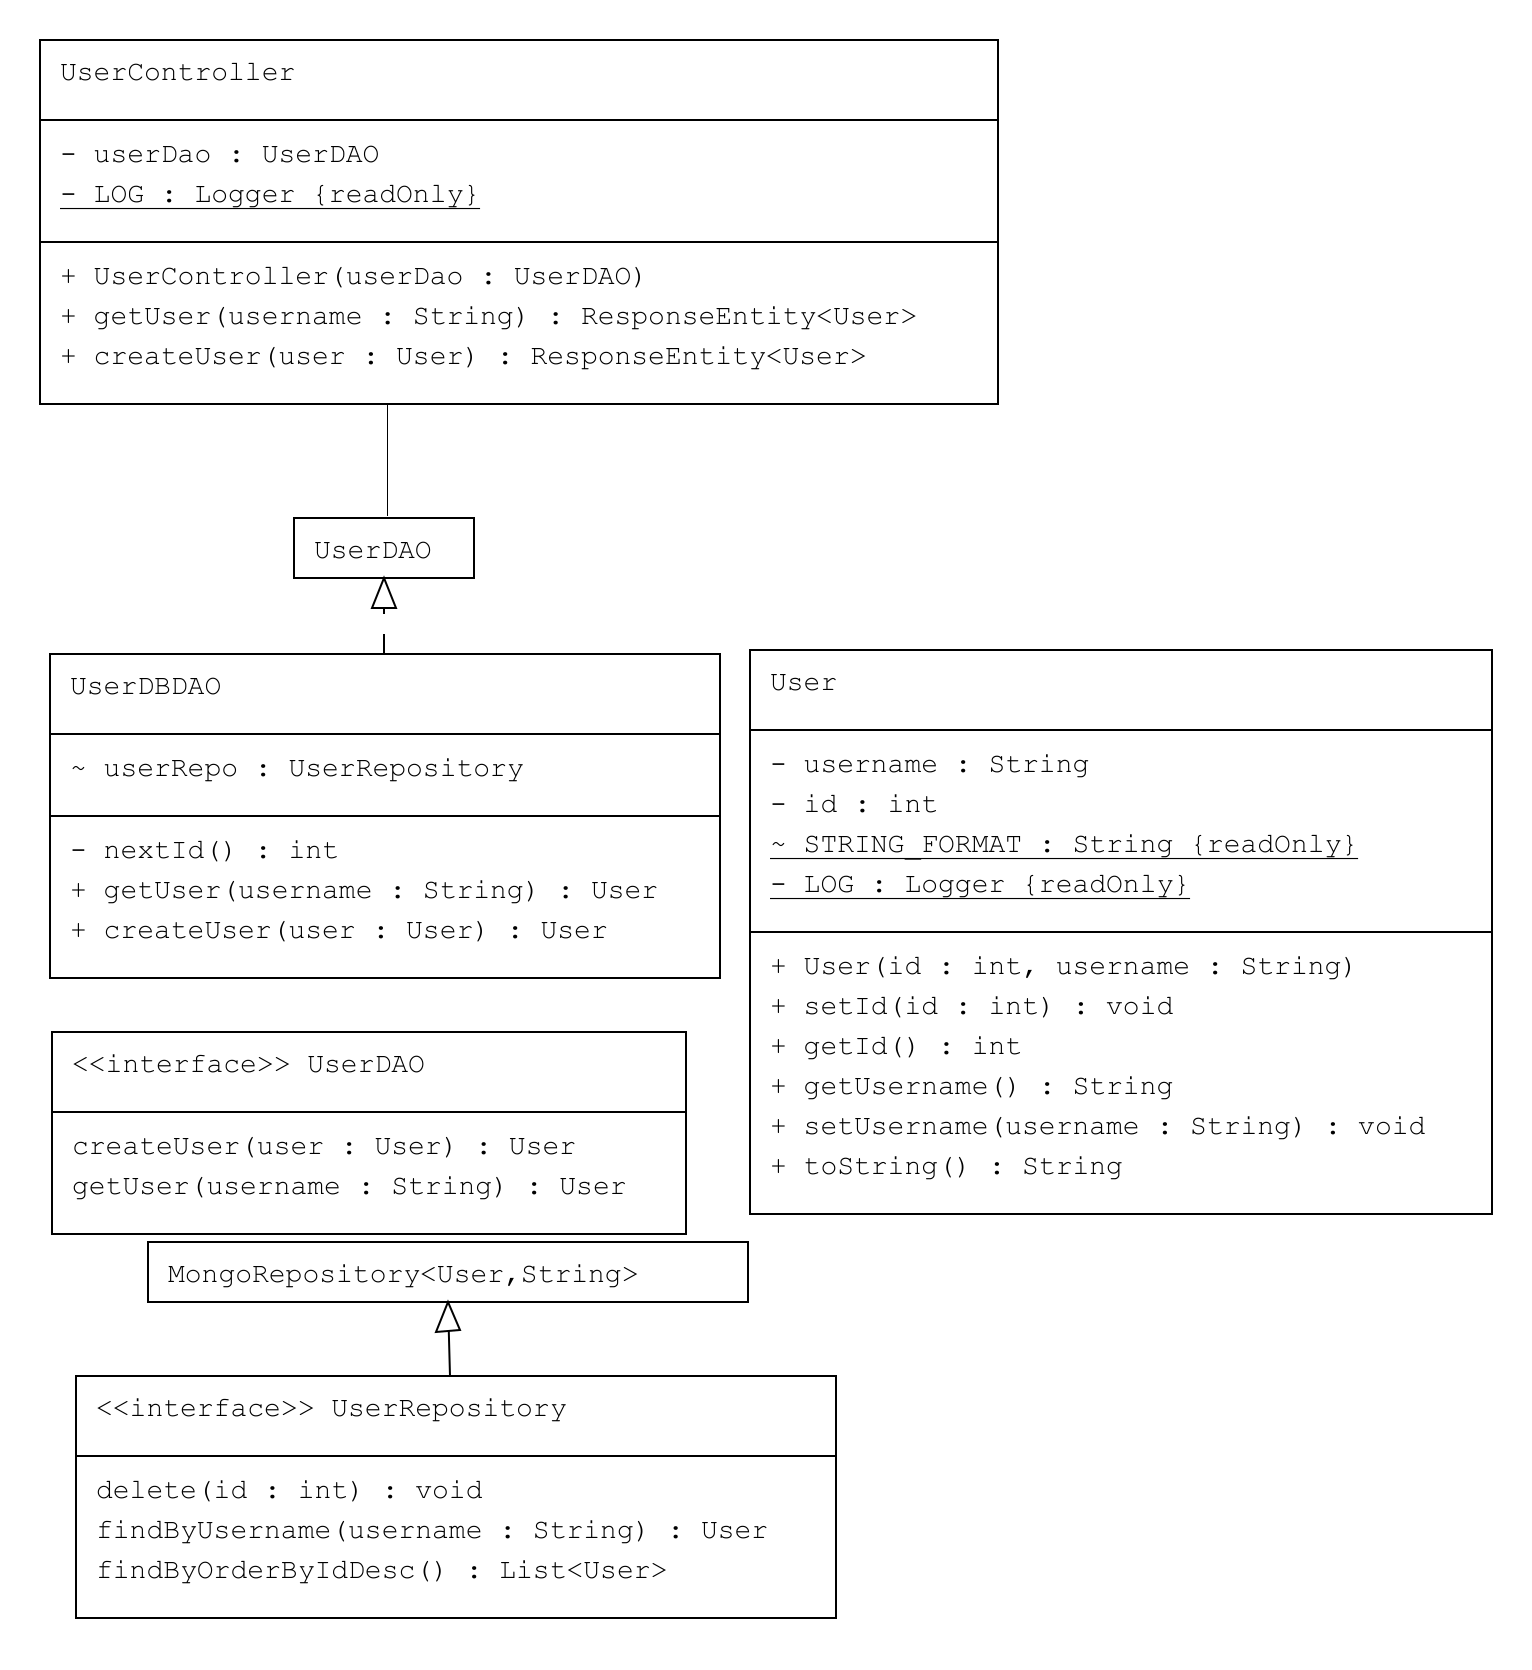 UserController
- userDao : UserDAO
- LOG : Logger {readOnly}
+ UserController(userDao : UserDAO)
+ getUser(username : String) : ResponseEntity<User>
+ createUser(user : User) : ResponseEntity<User>
UserDAO
UserDBDAO
~ userRepo : UserRepository
- nextId() : int
+ getUser(username : String) : User
+ createUser(user : User) : User
User
- username : String
- id : int
~ STRING_FORMAT : String {readOnly}
- LOG : Logger {readOnly}
+ User(id : int, username : String)
+ setId(id : int) : void
+ getId() : int
+ getUsername() : String
+ setUsername(username : String) : void
+ toString() : String
<<interface>> UserDAO
createUser(user : User) : User
getUser(username : String) : User
MongoRepository<User,String>
<<interface>> UserRepository
delete(id : int) : void
findByUsername(username : String) : User
findByOrderByIdDesc() : List<User>